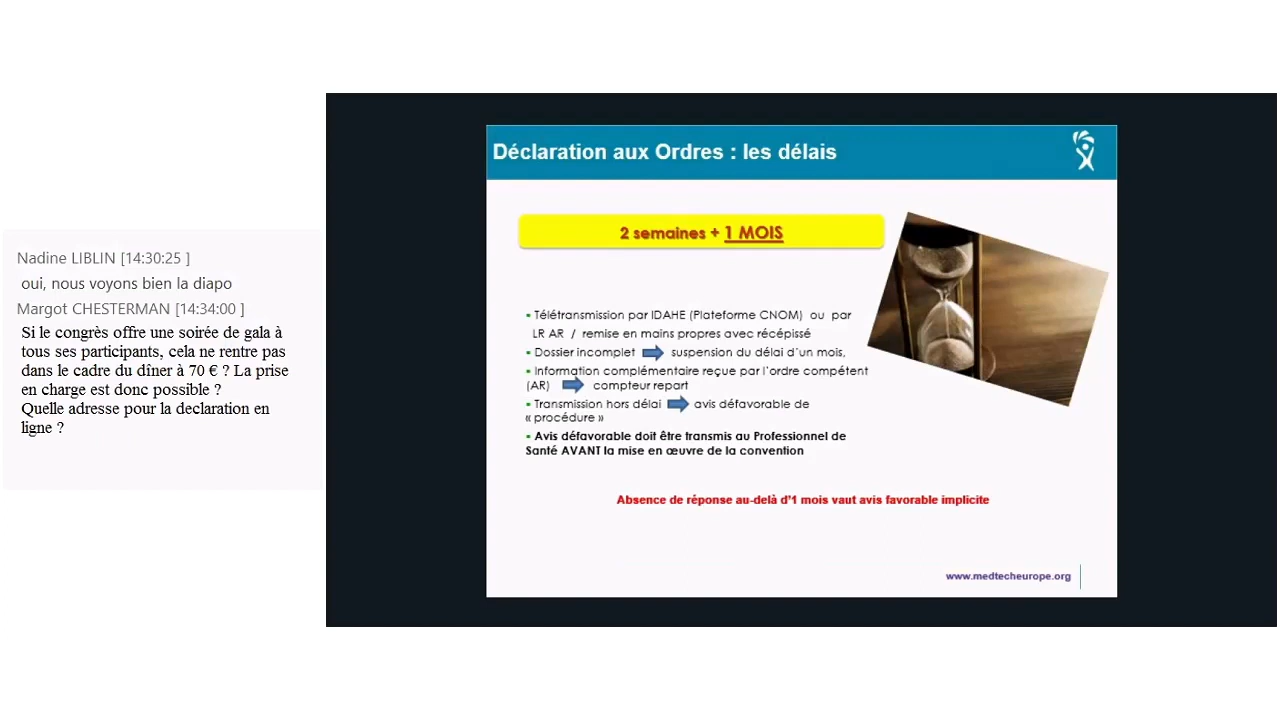 Nadine LIBLIN [14:30:25 ]
oui, nous voyons bien la diapo
Margot CHESTERMAN [14:34:00 ]
Si le congrès offre une soirée de gala à
tous ses participants, cela ne rentre pas
dans le cadre du dîner à 70 € ? La prise
en charge est donc possible ?
Quelle adresse pour la declaration en
ligne ?
Déclaration aux Ordres : les délais
2 semaines + 1 MOIS
▪ Télétransmission par IDAHE (Plateforme CNOM) ou par
LR AR / remise en mains propres avec récépissé
▪ Dossier incomplet suspension du délai d'un mois,
▪ Information complémentaire reçue par l'ordre compétent
(AR) compteur repart
▪ Transmission hors délai avis défavorable de
« procédure »
▪ Avis défavorable doit être transmis au Professionnel de
Santé AVANT la mise en œuvre de la convention
Absence de réponse au-delà d'1 mois vaut avis favorable implicite
www.medtecheurope.org